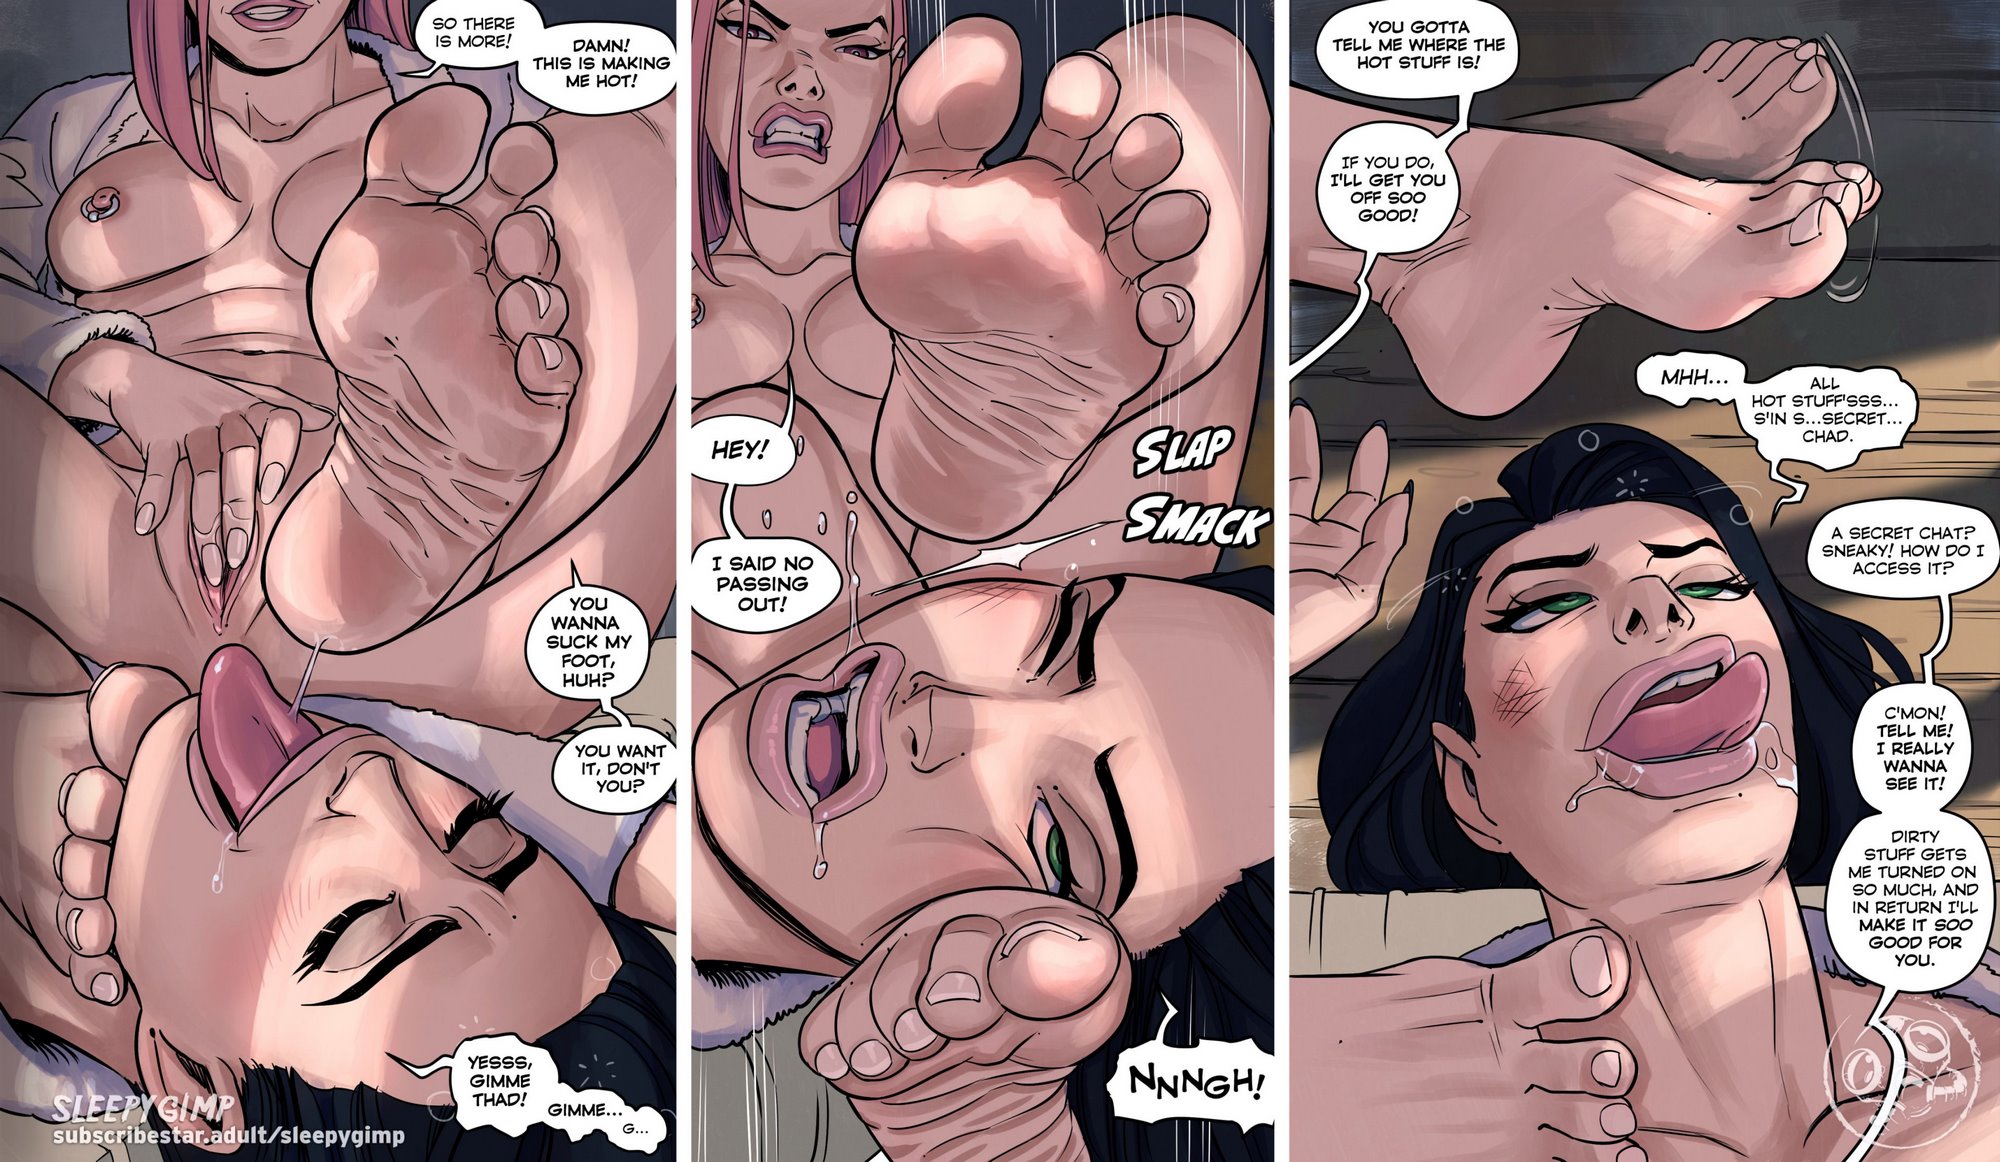 SO THERE
IS MORE!
DAMN!
THIS IS MAKING
ME HOT!
YOU
WANNA
SUCK MY
FOOT,
HUH?
YOU WANT
IT, DON'T
YOU?
YESSS,
GIMME
THAD!
GIMME...
G...
SLEEPYGIMP
subscribestar.adult/sleepygimp
HEY!
I SAID NO
PASSING
OUT!
SLAP
SMACK
NNNGH!
YOU GOTTA
TELL ME WHERE THE
HOT STUFF IS!
IF YOU DO,
I'LL GET YOU
OFF SOO
GOOD!
MHH...
ALL
HOT STUFF'SSS...
S'IN S...SECRET...
CHAD.
A SECRET CHAT?
SNEAKY! HOW DO I
ACCESS IT?
C'MON!
TELL ME!
I REALLY
WANNA
SEE IT!
DIRTY
STUFF GETS
ME TURNED ON
SO MUCH, AND
IN RETURN I'LL
MAKE IT SOO
GOOD FOR
YOU.